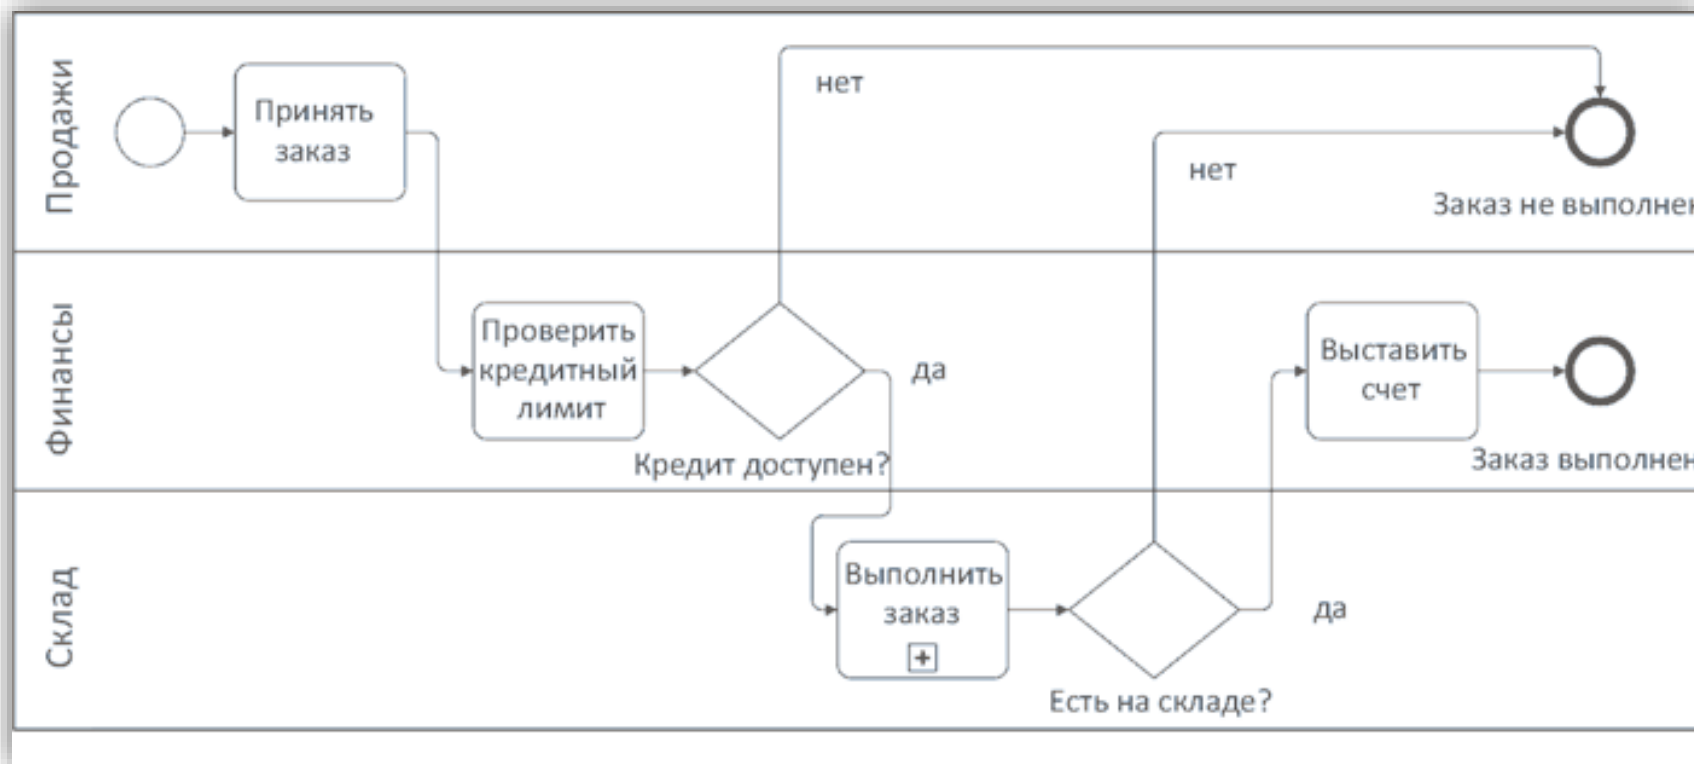 Продажи
Принять
заказ
нет
нет
Заказ не выполнен
Финансы
Проверить
кредитный
лимит
да
Кредит доступен?
Выставить
счет
Заказ выполнен
Склад
Выполнить
заказ
да
Есть на складе?